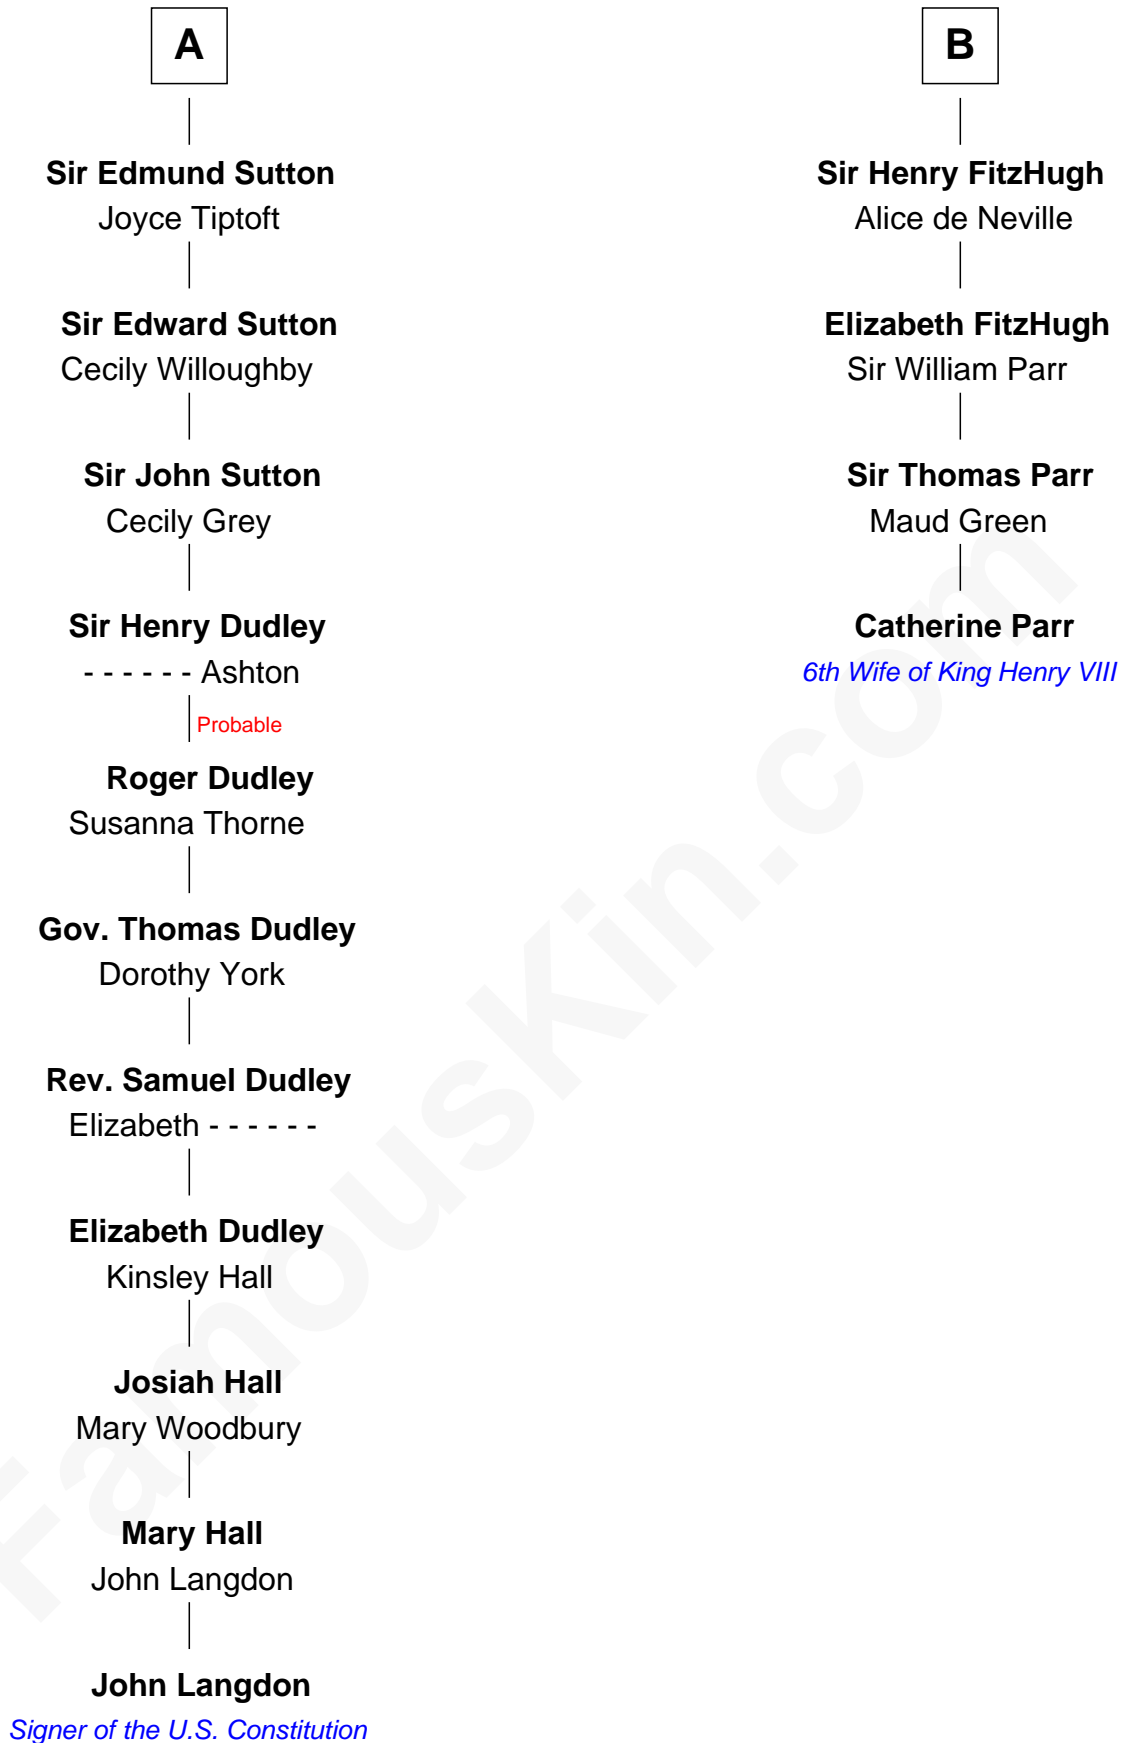 A
Sir Edmund Sutton
Joyce Tiptoft
Sir Edward Sutton
Cecily Willoughby
Sir John Sutton
Cecily Grey
Sir Henry Dudley
- - - - - - Ashton
Probable
Roger Dudley
Susanna Thorne
Gov. Thomas Dudley
Dorothy York
Rev. Samuel Dudley
Elizabeth - - - - - -
Elizabeth Dudley
Kinsley Hall
Josiah Hall
Mary Woodbury
Mary Hall
John Langdon
John Langdon
Signer of the U.S. Constitution
B
Sir Henry FitzHugh
Alice de Neville
Elizabeth FitzHugh
Sir William Parr
Sir Thomas Parr
Maud Green
Catherine Parr
6th Wife of King Henry VIII
FamousKin.com